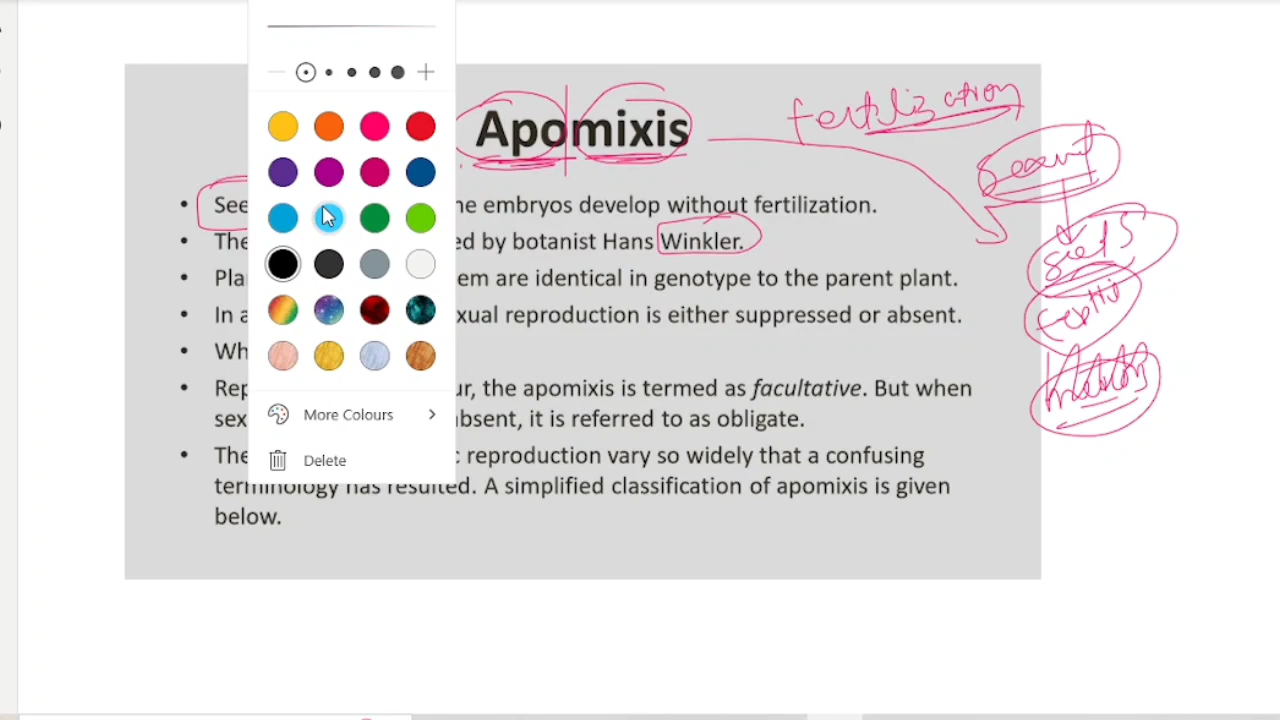 Apomixis
fertilization
sexual
See
ne embryos develop without fertilization.
seeds
The
ed by botanist Hans Winkler.
Pla
em are identical in genotype to the parent plant.
In a
xual reproduction is either suppressed or absent.
Wh
Rep
ur, the apomixis is termed as facultative. But when
sex
bsent, it is referred to as obligate.
The
c reproduction vary so widely that a confusing
terminology has resulted. A simplified classification of apomixis is given
below.
More Colours
Delete